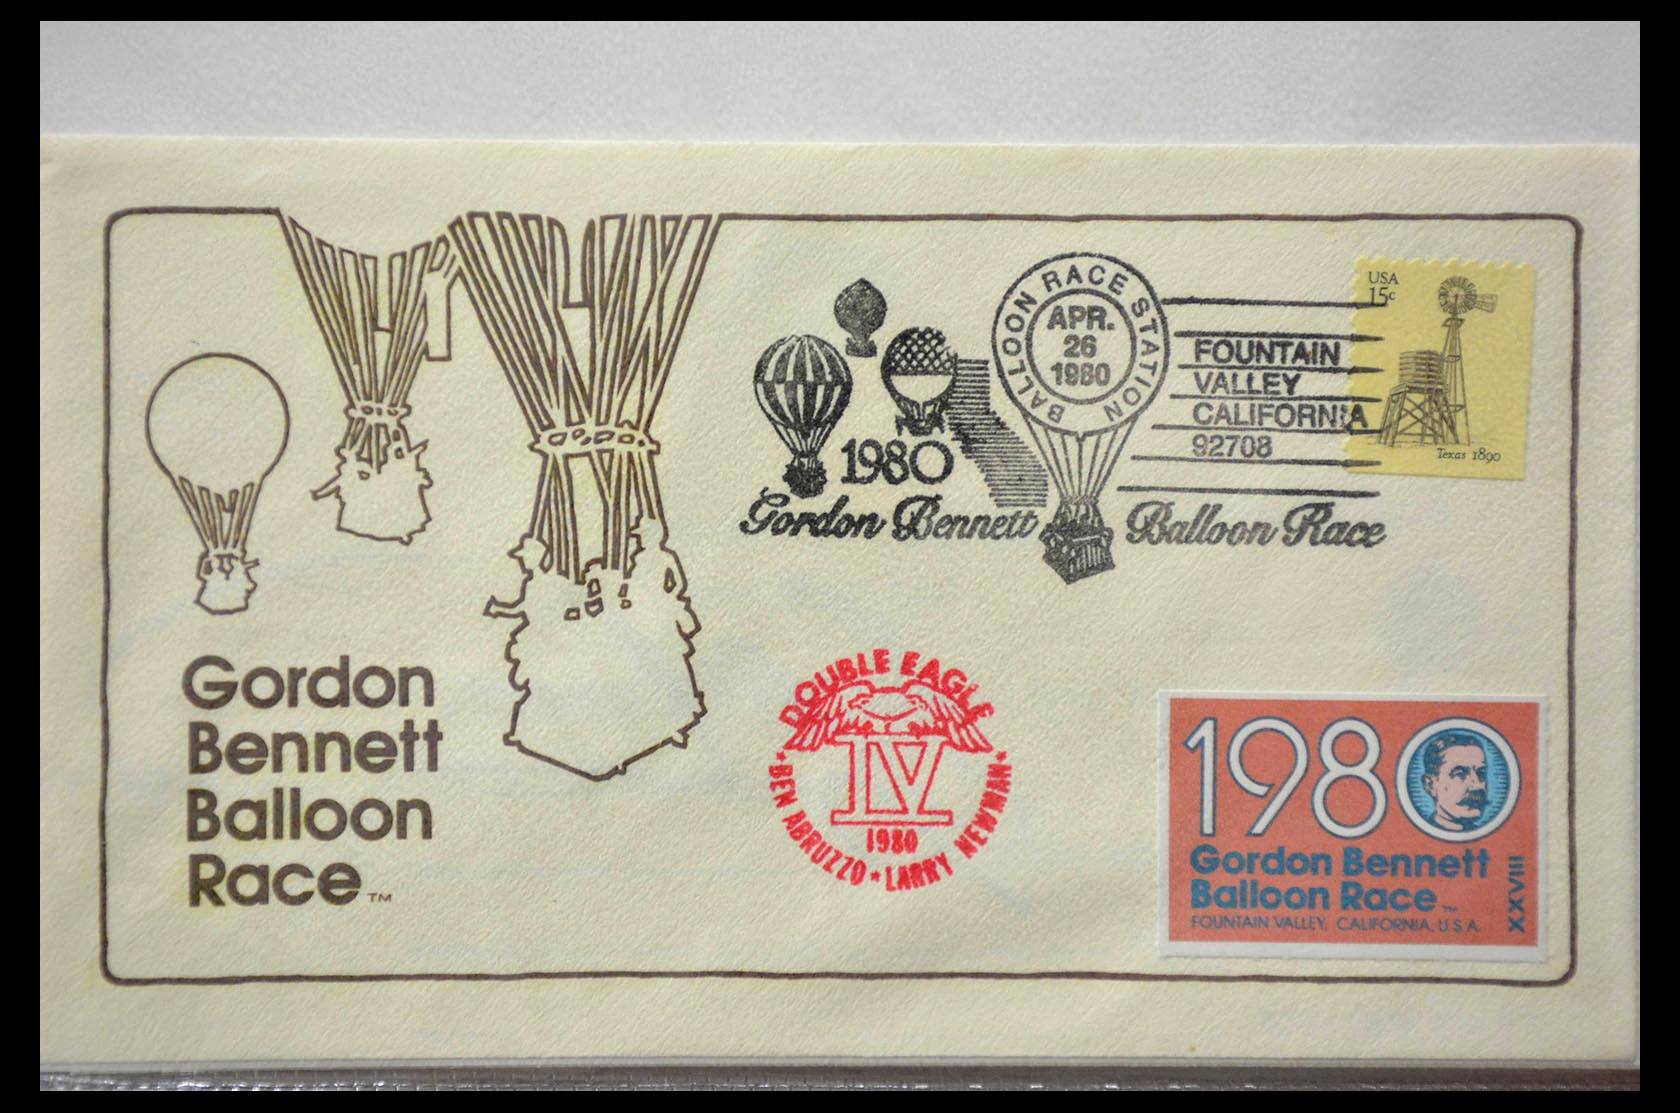 Gordon
Bennett
Balloon
Race™
1980
Gordon Bennett Balloon Race
BALLOON RACE STATION
APR.
26
1980
FOUNTAIN
VALLEY
CALIFORNIA
92708
USA
15c
Texas 1890
DOUBLE EAGLE
IV
1980
★ BEN ABRUZZO ★ LARRY NEWMAN ★
1980
Gordon Bennett
Balloon Race™
FOUNTAIN VALLEY, CALIFORNIA, U.S.A.
XXVIII